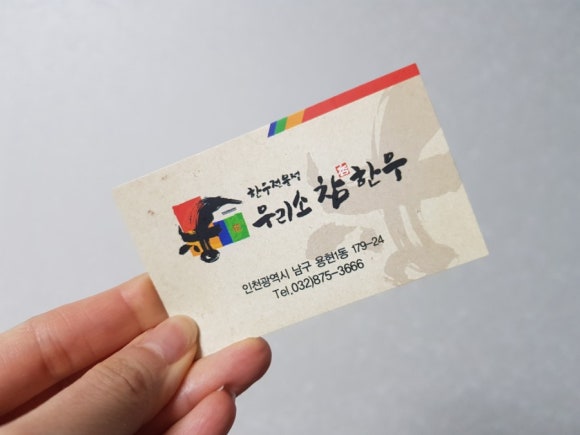 한우전문점
우리소 참한우
인천광역시 남구 용현1동 179-24
Tel.032)875-3666